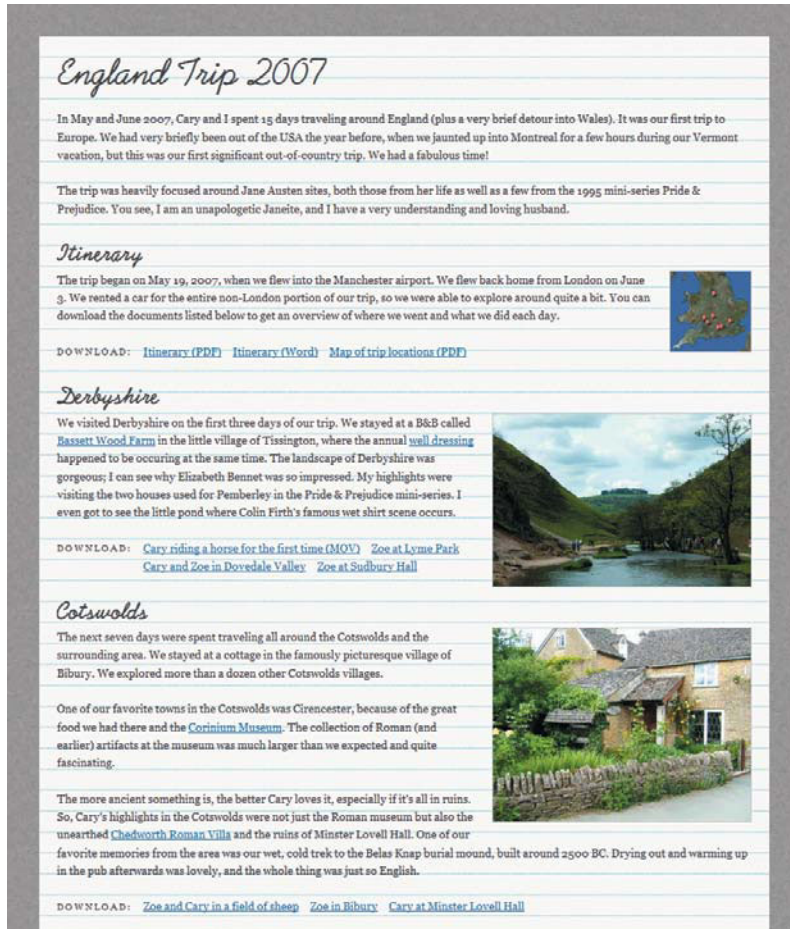 England Trip 2007
In May and June 2007, Cary and I spent 15 days traveling around England (plus a very brief detour into Wales). It was our first trip to
Europe. We had very briefly been out of the USA the year before, when we jaunted up into Montreal for a few hours during our Vermont
vacation, but this was our first significant out-of-country trip. We had a fabulous time!
The trip was heavily focused around Jane Austen sites, both those from her life as well as a few from the 1995 mini-series Pride &
Prejudice. You see, I am an unapologetic Janeite, and I have a very understanding and loving husband.
Itinerary
The trip began on May 19, 2007, when we flew into the Manchester airport. We flew back home from London on June
3. We rented a car for the entire non-London portion of our trip, so we were able to explore around quite a bit. You can
download the documents listed below to get an overview of where we went and what we did each day.
DOWNLOAD: Itinerary (PDF) Itinerary (Word) Map of trip locations (PDF)
Derbyshire
We visited Derbyshire on the first three days of our trip. We stayed at a B&B called
Bassett Wood Farm in the little village of Tissington, where the annual well dressing
happened to be occuring at the same time. The landscape of Derbyshire was
gorgeous; I can see why Elizabeth Bennet was so impressed. My highlights were
visiting the two houses used for Pemberley in the Pride & Prejudice mini-series. I
even got to see the little pond where Colin Firth's famous wet shirt scene occurs.
DOWNLOAD: Cary riding a horse for the first time (MOV) Zoe at Lyme Park
Cary and Zoe in Dovedale Valley Zoe at Sudbury Hall
Cotswolds
The next seven days were spent traveling all around the Cotswolds and the
surrounding area. We stayed at a cottage in the famously picturesque village of
Bibury. We explored more than a dozen other Cotswolds villages.
One of our favorite towns in the Cotswolds was Cirencester, because of the great
food we had there and the Corinium Museum. The collection of Roman (and
earlier) artifacts at the museum was much larger than we expected and quite
fascinating.
The more ancient something is, the better Cary loves it, especially if it's all in ruins.
So, Cary's highlights in the Cotswolds were not just the Roman museum but also the
unearthed Chedworth Roman Villa and the ruins of Minster Lovell Hall. One of our
favorite memories from the area was our wet, cold trek to the Belas Knap burial mound, built around 2500 BC. Drying out and warming up
in the pub afterwards was lovely, and the whole thing was just so English.
DOWNLOAD: Zoe and Cary in a field of sheep Zoe in Bibury Cary at Minster Lovell Hall